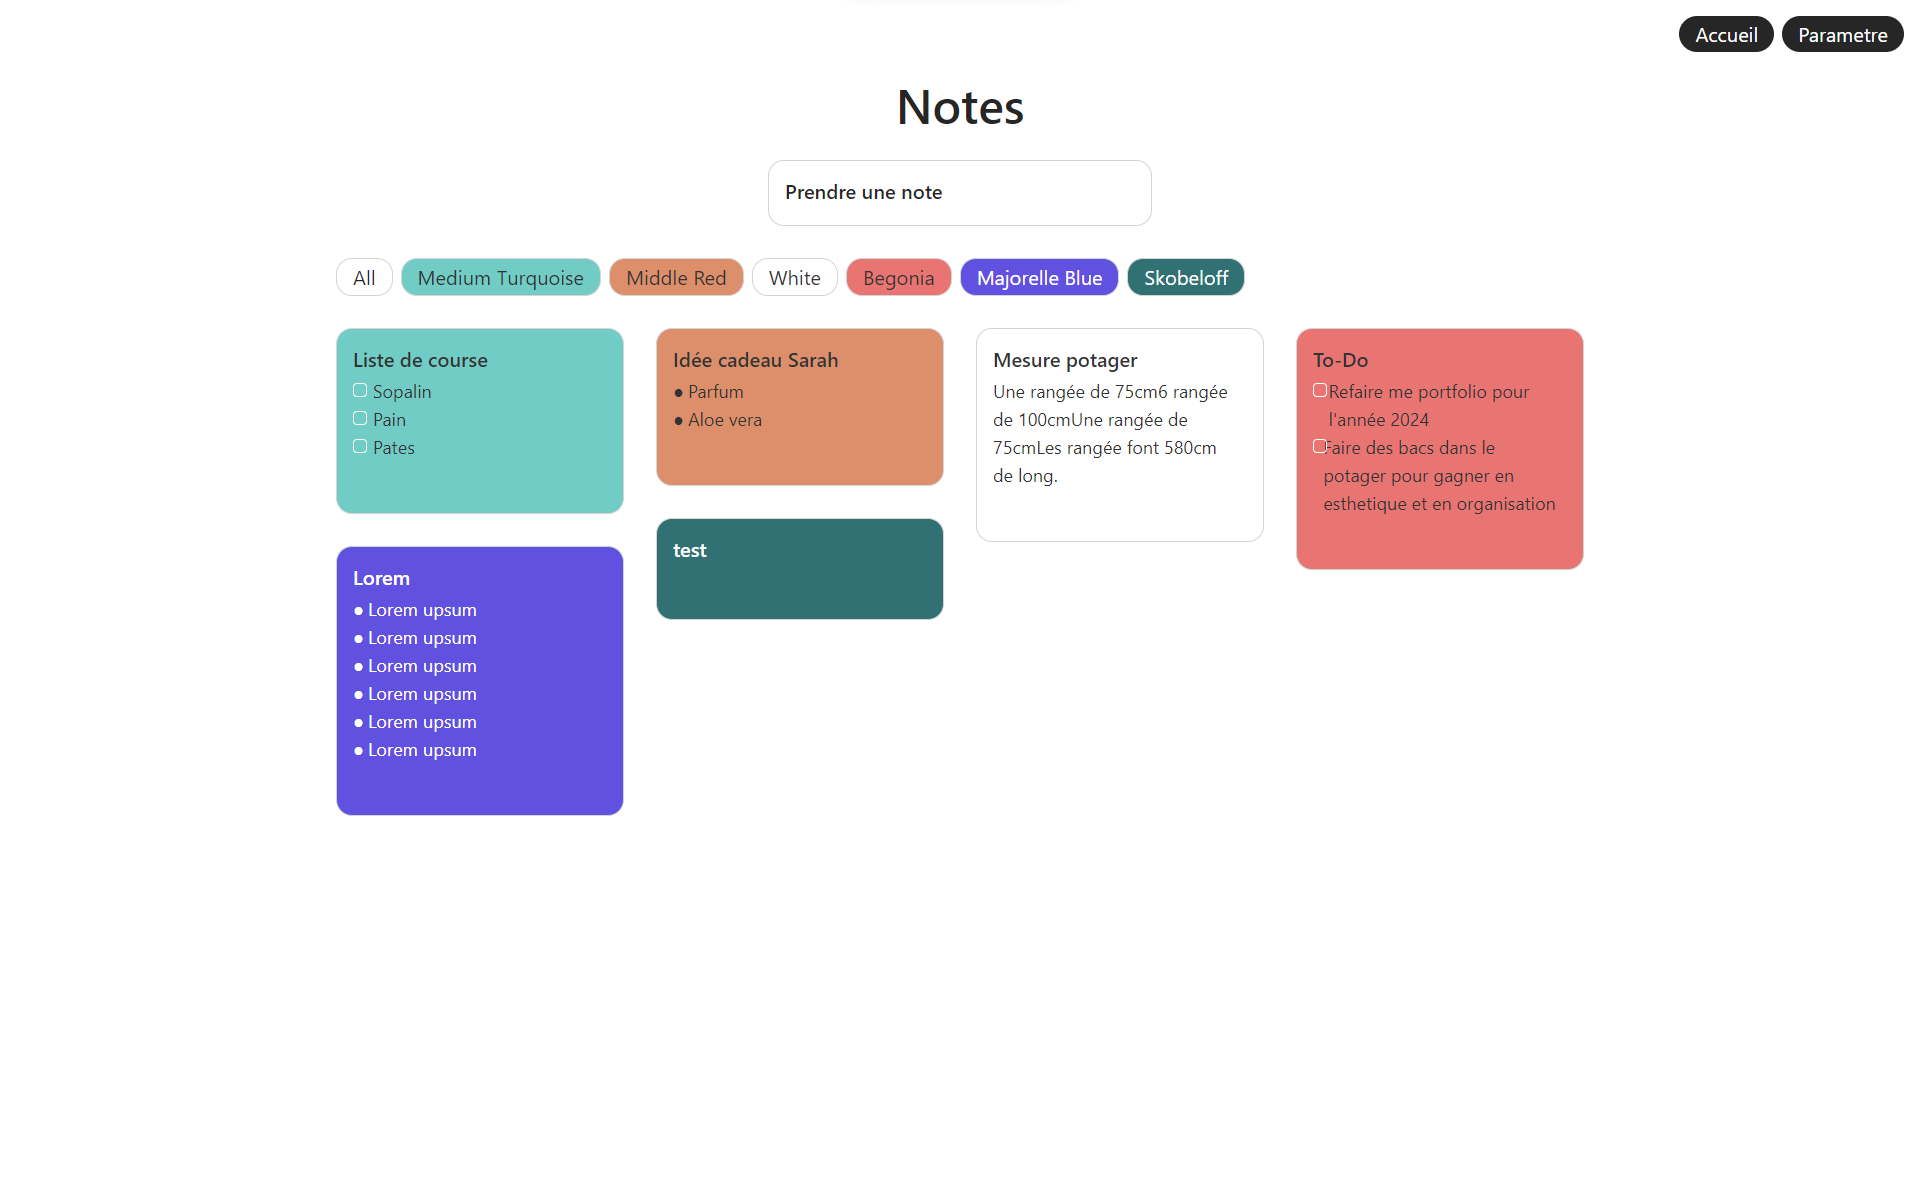 Accueil
Parametre
Notes
Prendre une note
All
Medium Turquoise
Middle Red
White
Begonia
Majorelle Blue
Skobeloff
Liste de course
Sopalin
Pain
Pates
Idée cadeau Sarah
● Parfum
● Aloe vera
Mesure potager
Une rangée de 75cm6 rangée
de 100cmUne rangée de
75cmLes rangée font 580cm
de long.
To-Do
Refaire me portfolio pour
l'année 2024
Faire des bacs dans le
potager pour gagner en
esthetique et en organisation
Lorem
● Lorem upsum
● Lorem upsum
● Lorem upsum
● Lorem upsum
● Lorem upsum
● Lorem upsum
test